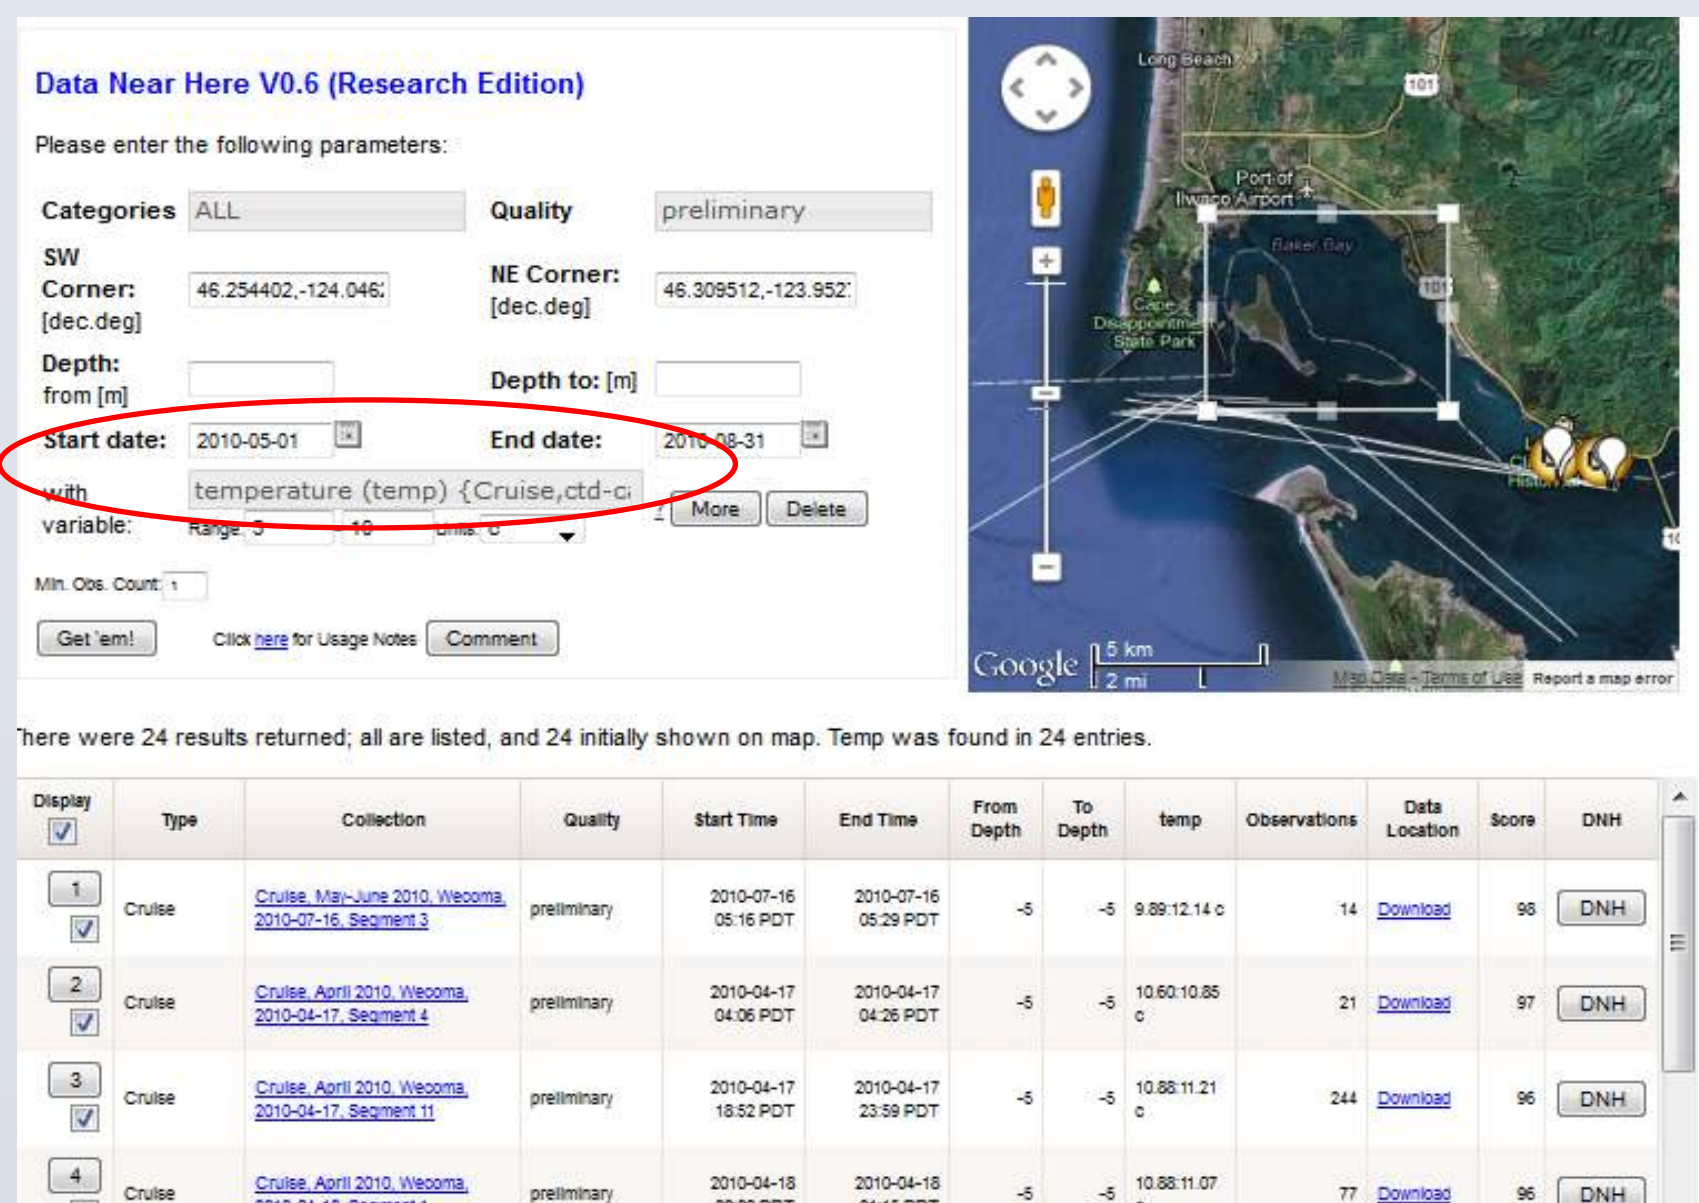 Data Near Here V0.6 (Research Edition)
Please enter the following parameters:
Categories ALL Quality preliminary
SW Corner: [dec.deg] 46.254402,-124.046 NE Corner: [dec.deg] 46.309512,-123.952
Depth: from [m] Depth to: [m]
Start date: 2010-05-01 End date: 2010-08-31
with variable: temperature (temp) {Cruise,ctd-c
Range: 5 - 10 Units: c ? More Delete
Min. Obs. Count: 1
Get 'em! Click here for Usage Notes Comment
Long Beach
101
Port of
Ilwaco Airport
Baker Bay
101
Cape
Disappointment
State Park
Google 5 km
2 mi
Map Data - Terms of Use Report a map error
here were 24 results returned; all are listed, and 24 initially shown on map. Temp was found in 24 entries.
Display Type Collection Quality Start Time End Time From Depth To Depth temp Observations Data Location Score DNH
1 Cruise Cruise, May-June 2010, Wecoma, 2010-07-16, Segment 3 preliminary 2010-07-16 05:16 PDT 2010-07-16 05:29 PDT -5 -5 9.89:12.14 c 14 Download 98 DNH
2 Cruise Cruise, April 2010, Wecoma, 2010-04-17, Segment 4 preliminary 2010-04-17 04:06 PDT 2010-04-17 04:26 PDT -5 -5 10.60:10.85 c 21 Download 97 DNH
3 Cruise Cruise, April 2010, Wecoma, 2010-04-17, Segment 11 preliminary 2010-04-17 18:52 PDT 2010-04-17 23:59 PDT -5 -5 10.88:11.21 c 244 Download 96 DNH
4 Cruise Cruise, April 2010, Wecoma, preliminary 2010-04-18 2010-04-18 -5 -5 10.88:11.07 77 Download 96 DNH